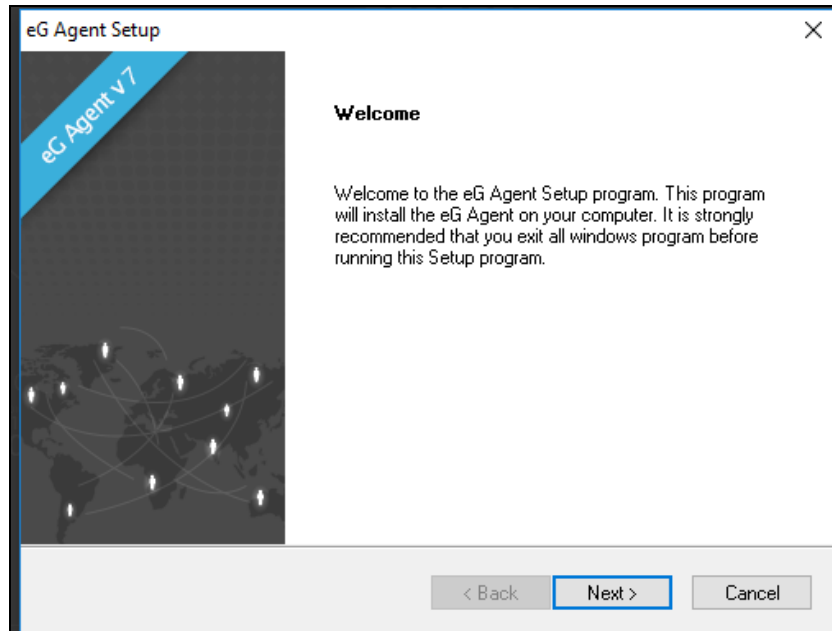 eG Agent Setup
eG Agent v 7
Welcome
Welcome to the eG Agent Setup program. This program
will install the eG Agent on your computer. It is strongly
recommended that you exit all windows program before
running this Setup program.
< Back
Next >
Cancel